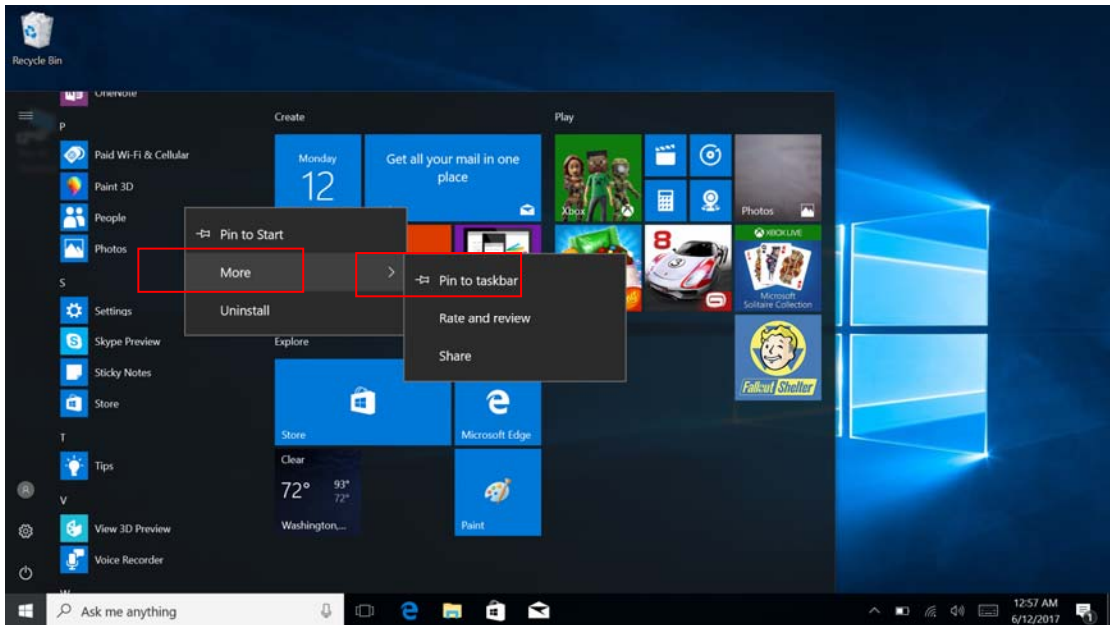 Recycle Bin
OneNote
P
Paid Wi-Fi & Cellular
Paint 3D
People
Photos
S
Settings
Skype Preview
Sticky Notes
Store
T
Tips
V
View 3D Preview
Voice Recorder
Pin to Start
More
Uninstall
Pin to taskbar
Rate and review
Share
Create
Monday
12
Get all your mail in one
place
Explore
Store
Microsoft Edge
Clear
72° 93°
72°
Washington,...
Paint
Play
Xbox
Photos
8
3
XBOX LIVE
Microsoft
Solitaire Collection
Fallout Shelter
Ask me anything
12:57 AM
6/12/2017
1